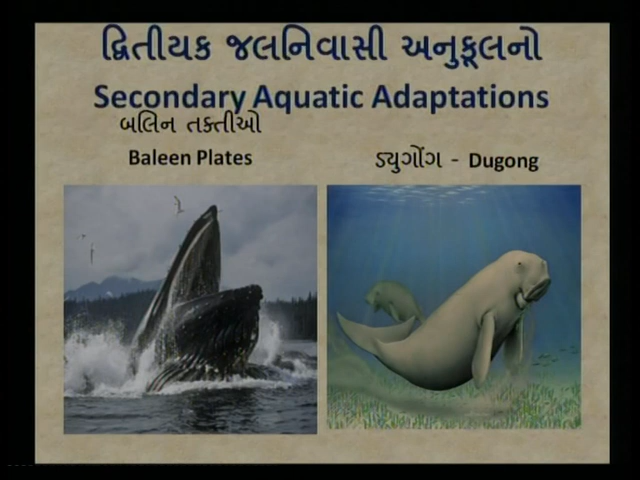 દ્વિતીયક જલનિવાસી અનુકૂલનો
Secondary Aquatic Adaptations
બલિન તક્તીઓ
Baleen Plates
ડ્યુગોંગ - Dugong